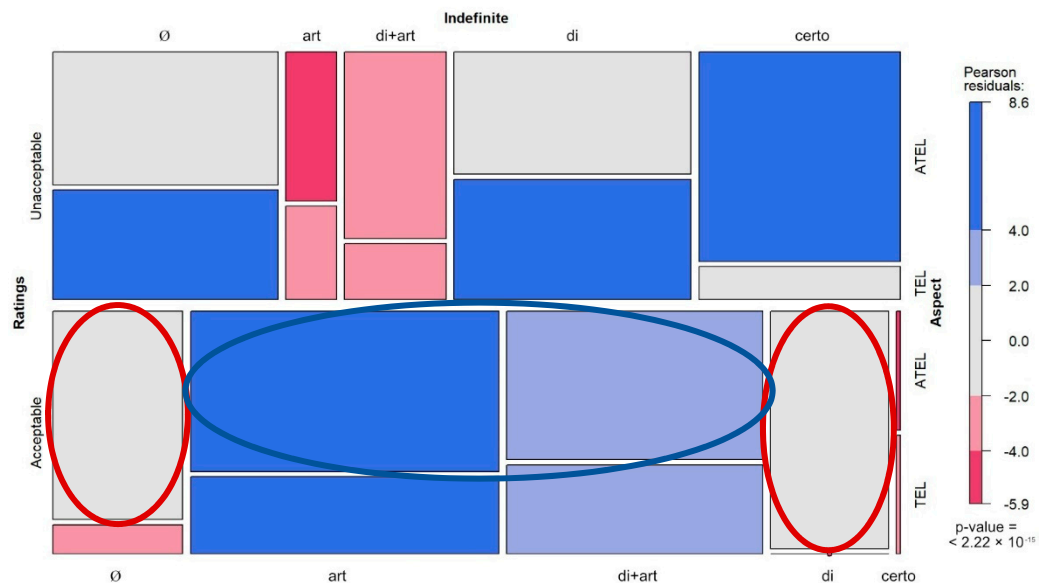 Indefinite
Ø art di+art di certo
Pearson
residuals:
8.6
4.0
2.0
0.0
-2.0
-4.0
-5.9
p-value =
< 2.22 × 10⁻¹⁵
Ratings
Unacceptable
Acceptable
ATEL
TEL
Aspect
ATEL
TEL
Ø art di+art di certo